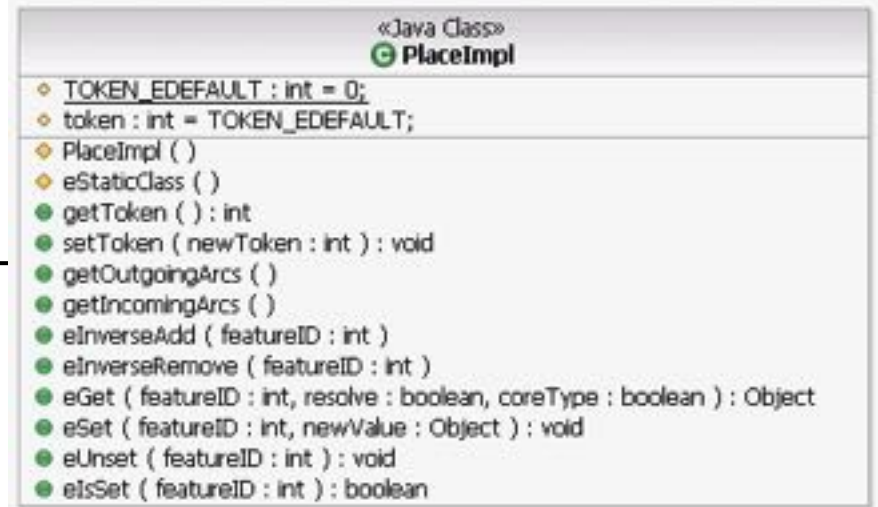 «Java Class»
PlaceImpl
TOKEN_EDEFAULT : int = 0;
token : int = TOKEN_EDEFAULT;
PlaceImpl ( )
eStaticClass ( )
getToken ( ) : int
setToken ( newToken : int ) : void
getOutgoingArcs ( )
getIncomingArcs ( )
eInverseAdd ( featureID : int )
eInverseRemove ( featureID : int )
eGet ( featureID : int, resolve : boolean, coreType : boolean ) : Object
eSet ( featureID : int, newValue : Object ) : void
eUnset ( featureID : int ) : void
eIsSet ( featureID : int ) : boolean